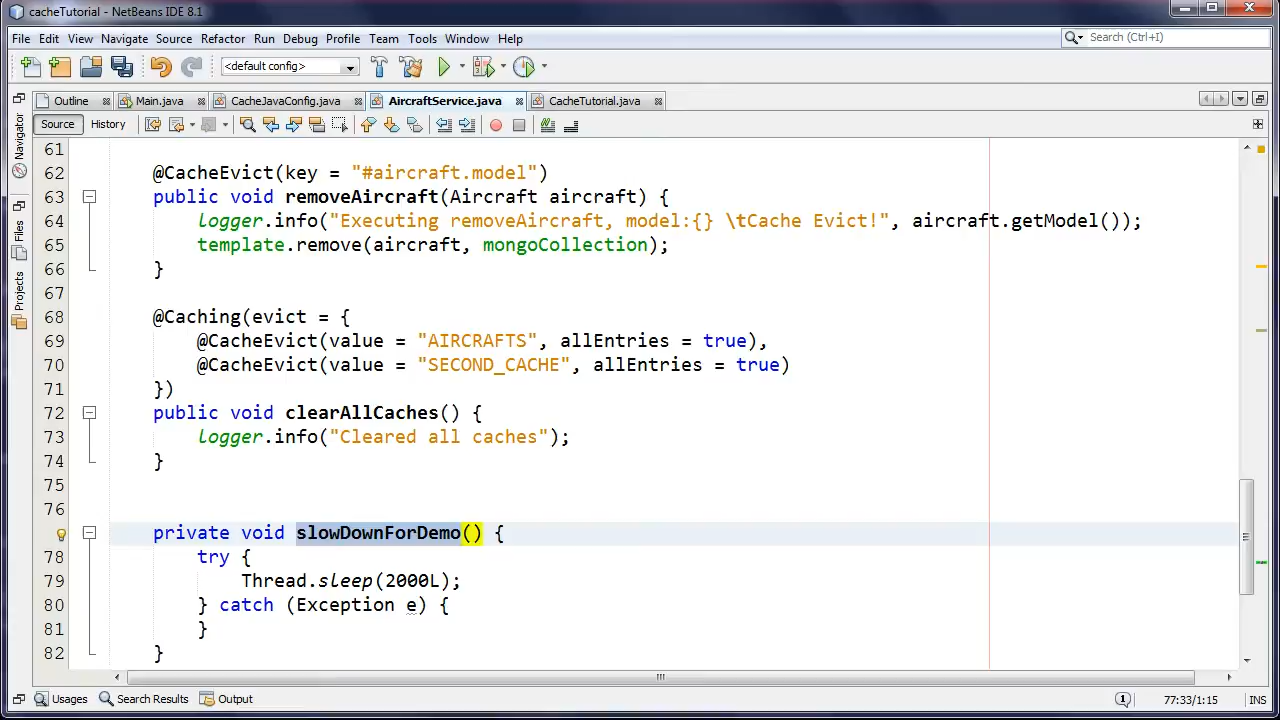 cacheTutorial - NetBeans IDE 8.1
File Edit View Navigate Source Refactor Run Debug Profile Team Tools Window Help
Search (Ctrl+I)
<default config>
Outline Main.java CacheJavaConfig.java AircraftService.java CacheTutorial.java
Source History
Navigator
Files
Projects
61
62 @CacheEvict(key = "#aircraft.model")
63 public void removeAircraft(Aircraft aircraft) {
64 logger.info("Executing removeAircraft, model:{} \tCache Evict!", aircraft.getModel());
65 template.remove(aircraft, mongoCollection);
66 }
67
68 @Caching(evict = {
69 @CacheEvict(value = "AIRCRAFTS", allEntries = true),
70 @CacheEvict(value = "SECOND_CACHE", allEntries = true)
71 })
72 public void clearAllCaches() {
73 logger.info("Cleared all caches");
74 }
75
76
private void slowDownForDemo() {
78 try {
79 Thread.sleep(2000L);
80 } catch (Exception e) {
81 }
82 }
Usages Search Results Output
1 77:33/1:15 INS